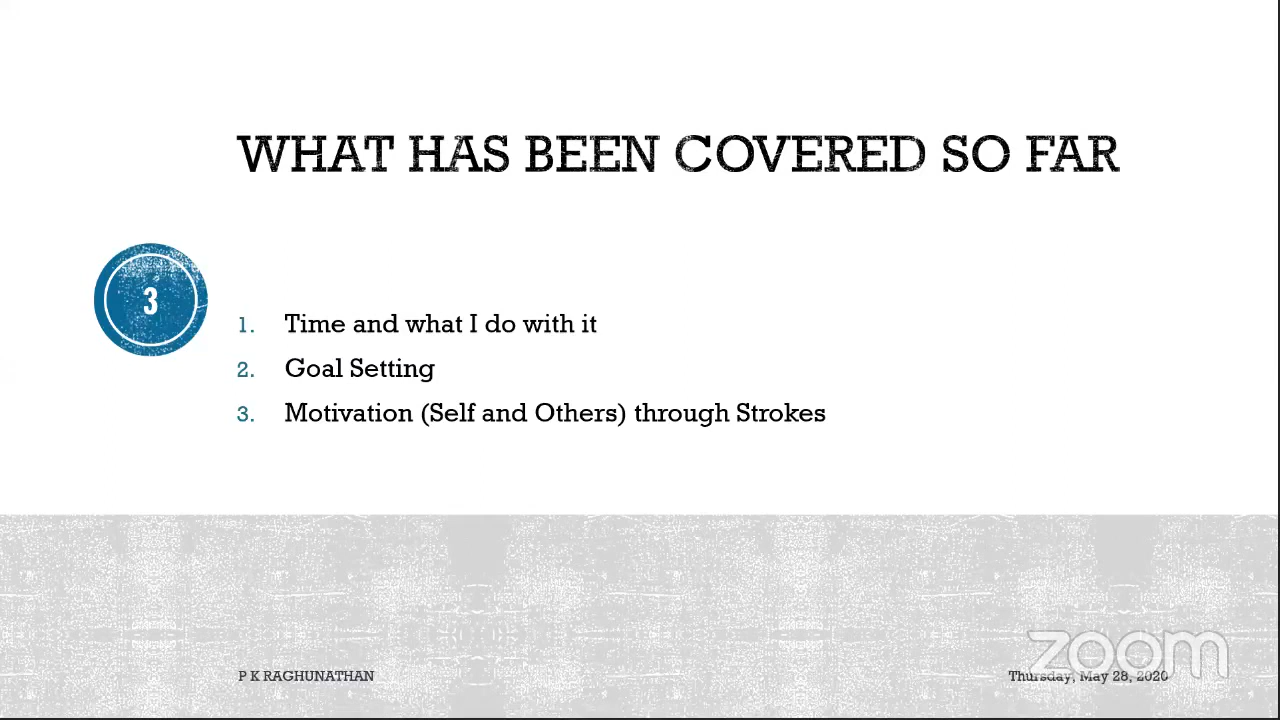 WHAT HAS BEEN COVERED SO FAR
3
1. Time and what I do with it
2. Goal Setting
3. Motivation (Self and Others) through Strokes
zoom
P K RAGHUNATHAN
Thursday, May 28, 2020